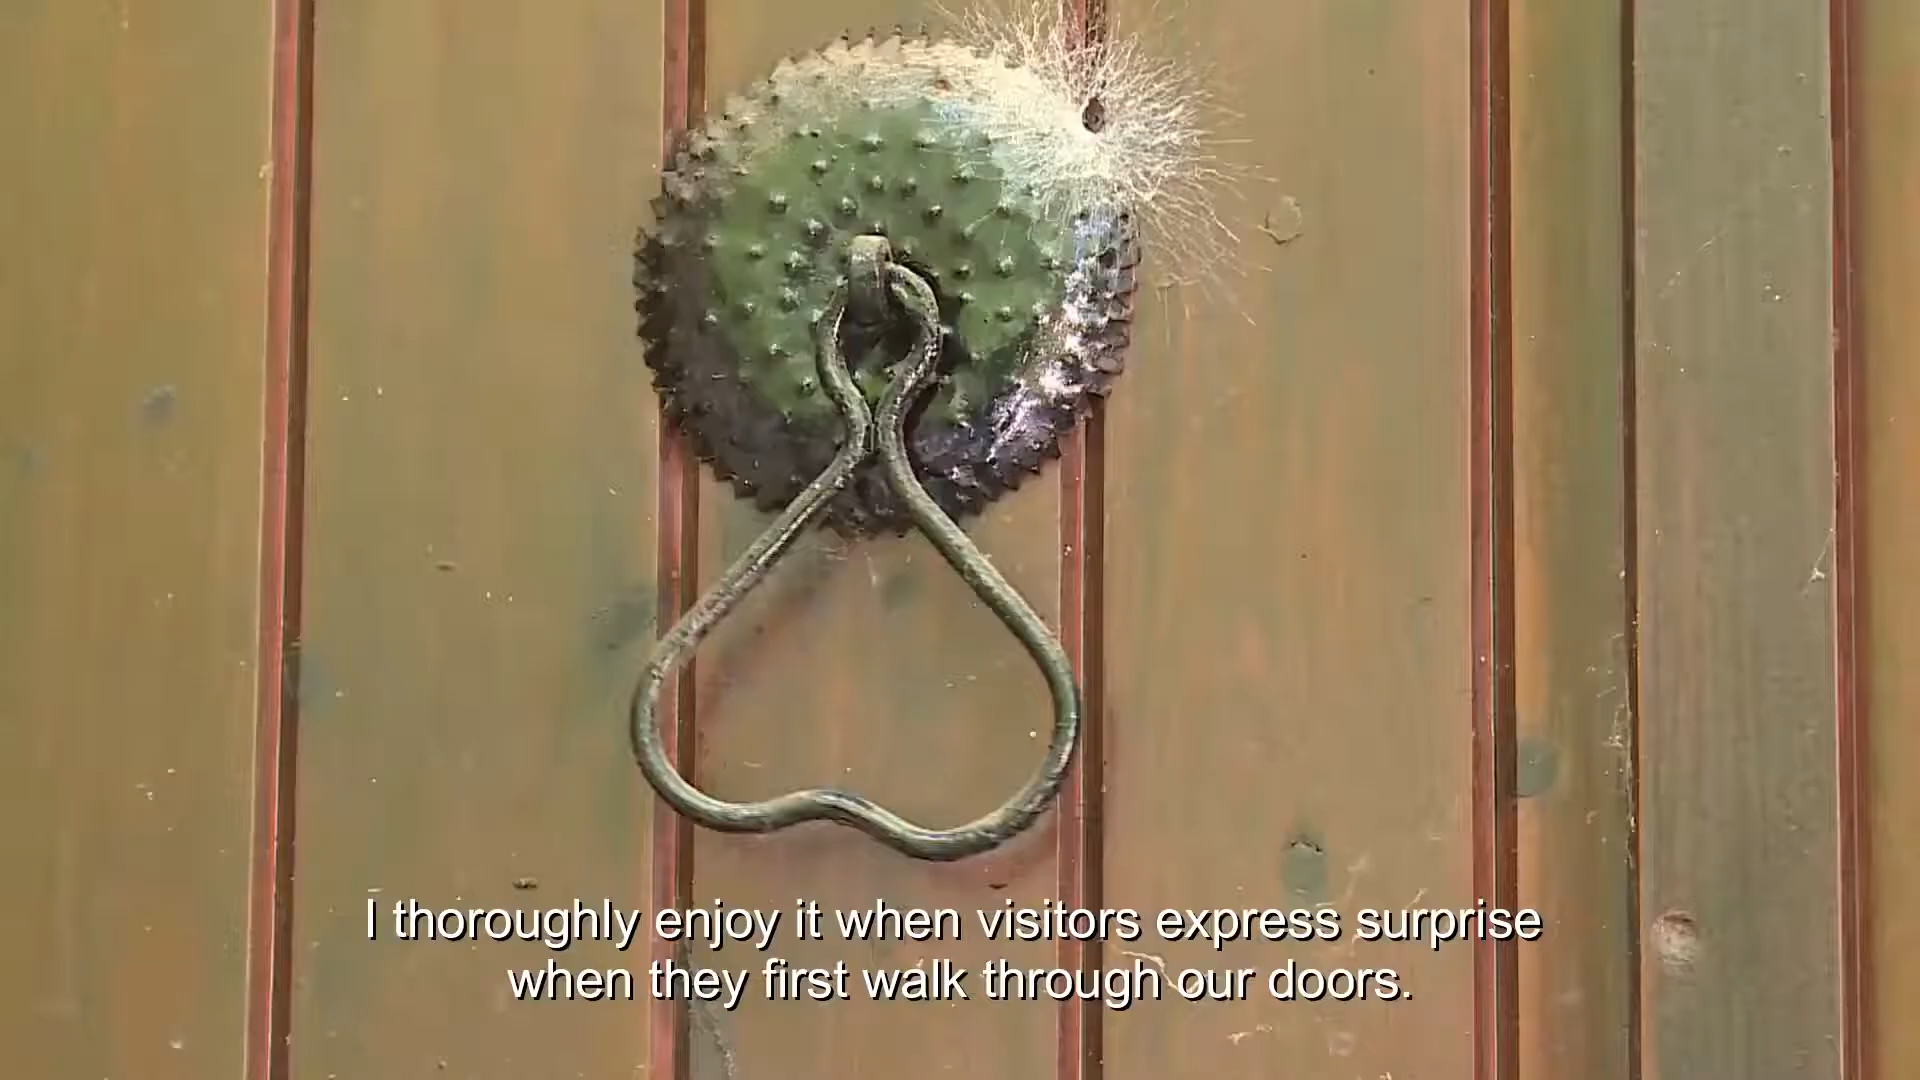 I thoroughly enjoy it when visitors express surprise
when they first walk through our doors.